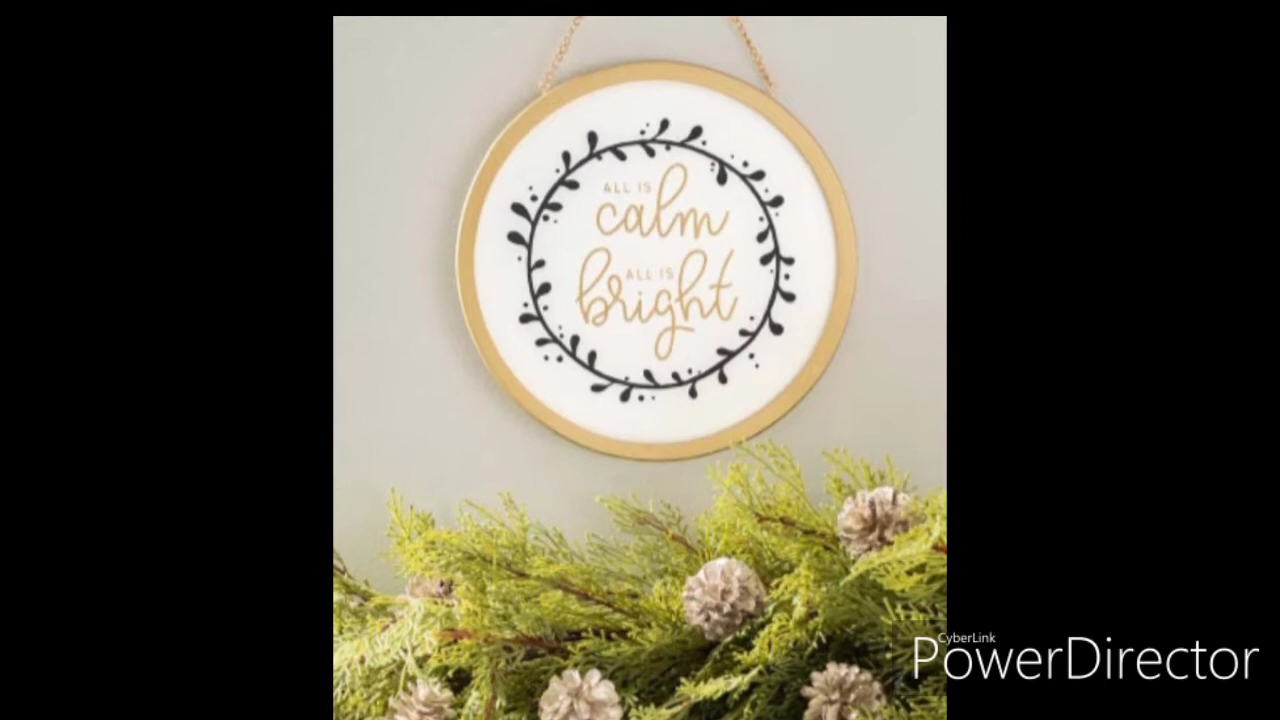 ALL IS
calm
ALL IS
bright
CyberLink
PowerDirector